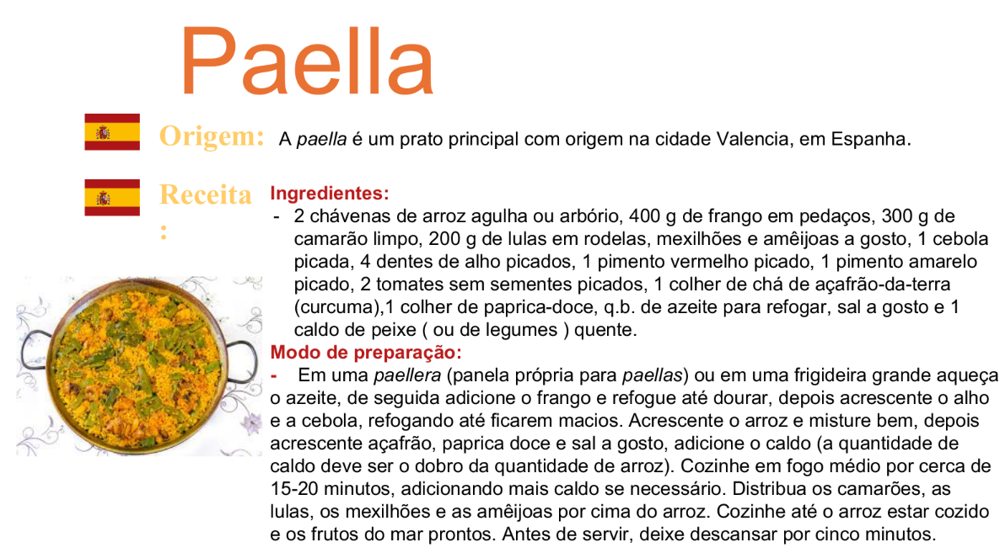 Paella
Origem: A paella é um prato principal com origem na cidade Valencia, em Espanha.
Receita
:
Ingredientes:
- 2 chávenas de arroz agulha ou arbório, 400 g de frango em pedaços, 300 g de
camarão limpo, 200 g de lulas em rodelas, mexilhões e amêijoas a gosto, 1 cebola
picada, 4 dentes de alho picados, 1 pimento vermelho picado, 1 pimento amarelo
picado, 2 tomates sem sementes picados, 1 colher de chá de açafrão-da-terra
(curcuma),1 colher de paprica-doce, q.b. de azeite para refogar, sal a gosto e 1
caldo de peixe ( ou de legumes ) quente.
Modo de preparação:
- Em uma paellera (panela própria para paellas) ou em uma frigideira grande aqueça
o azeite, de seguida adicione o frango e refogue até dourar, depois acrescente o alho
e a cebola, refogando até ficarem macios. Acrescente o arroz e misture bem, depois
acrescente açafrão, paprica doce e sal a gosto, adicione o caldo (a quantidade de
caldo deve ser o dobro da quantidade de arroz). Cozinhe em fogo médio por cerca de
15-20 minutos, adicionando mais caldo se necessário. Distribua os camarões, as
lulas, os mexilhões e as amêijoas por cima do arroz. Cozinhe até o arroz estar cozido
e os frutos do mar prontos. Antes de servir, deixe descansar por cinco minutos.